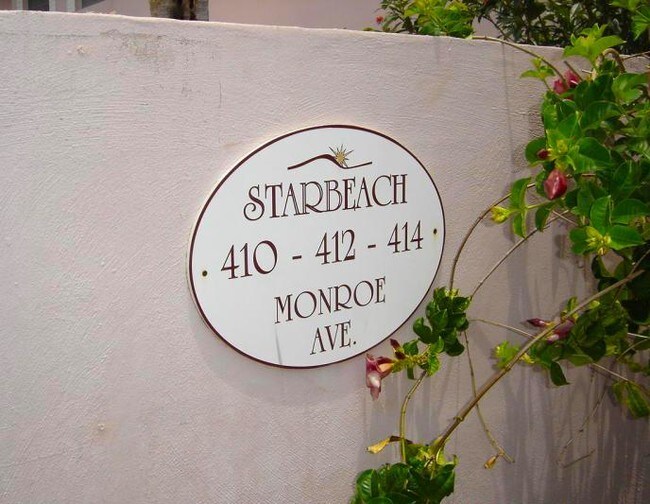 STARBEACH
410 - 412 - 414
MONROE
AVE.